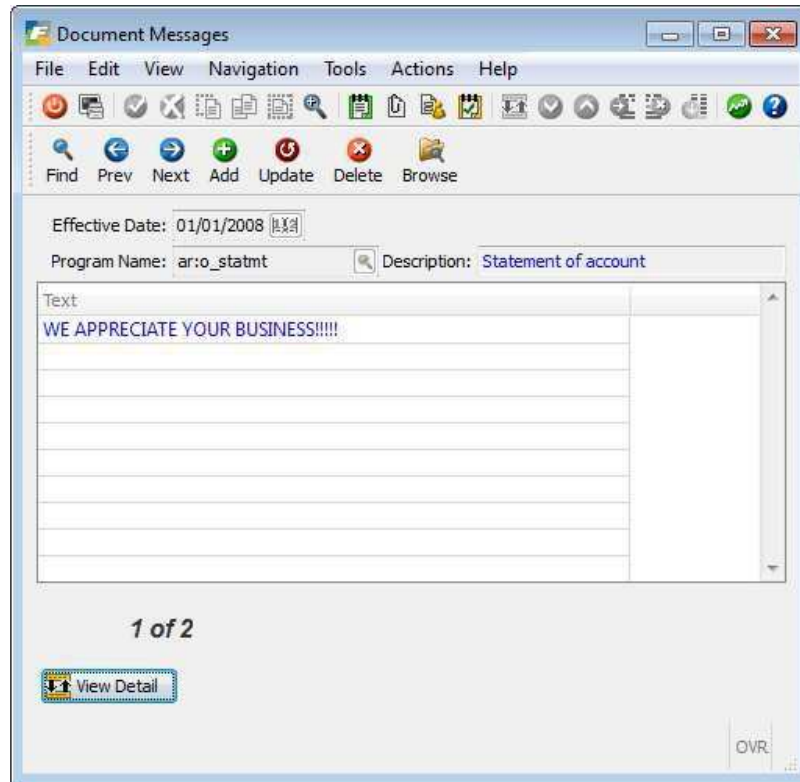 Document Messages
File Edit View Navigation Tools Actions Help
Find Prev Next Add Update Delete Browse
Effective Date: 01/01/2008
Program Name: ar:o_statmt Description: Statement of account
Text
WE APPRECIATE YOUR BUSINESS!!!!!
1 of 2
View Detail
OVR